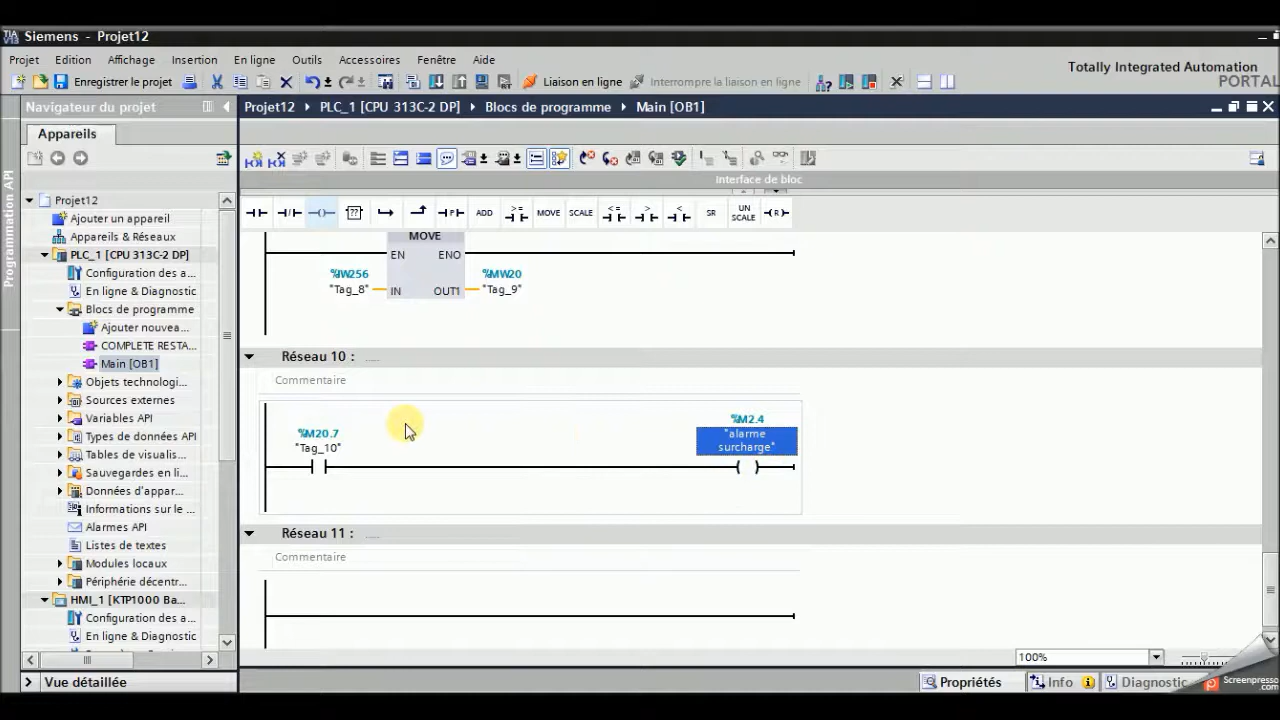 TIA
V13
Siemens - Projet12
Projet Edition Affichage Insertion En ligne Outils Accessoires Fenêtre Aide
Enregistrer le projet Liaison en ligne Interrompre la liaison en ligne
Totally Integrated Automation
PORTAL
Navigateur du projet
Projet12 PLC_1 [CPU 313C-2 DP] Blocs de programme Main [OB1]
Appareils
Programmation API
Interface de bloc
Projet12
Ajouter un appareil
Appareils & Réseaux
PLC_1 [CPU 313C-2 DP]
Configuration des a...
En ligne & Diagnostic
Blocs de programme
Ajouter nouvea...
COMPLETE RESTA...
Main [OB1]
Objets technologi...
Sources externes
Variables API
Types de données API
Tables de visualis...
Sauvegardes en li...
Données d'appar...
Informations sur le ...
Alarmes API
Listes de textes
Modules locaux
Périphérie décentr...
HMI_1 [KTP1000 Ba...
Configuration des a...
En ligne & Diagnostic
Vue détaillée
?? P ADD >= MOVE SCALE <= > < SR UN SCALE R
MOVE
EN ENO
%IW256 %MW20
"Tag_8" IN OUT1 "Tag_9"
Réseau 10 : .....
Commentaire
%M20.7
"Tag_10"
%M2.4
"alarme
surcharge"
Réseau 11 : .....
Commentaire
100%
Propriétés Info Diagnostic
Screenpresso
.com